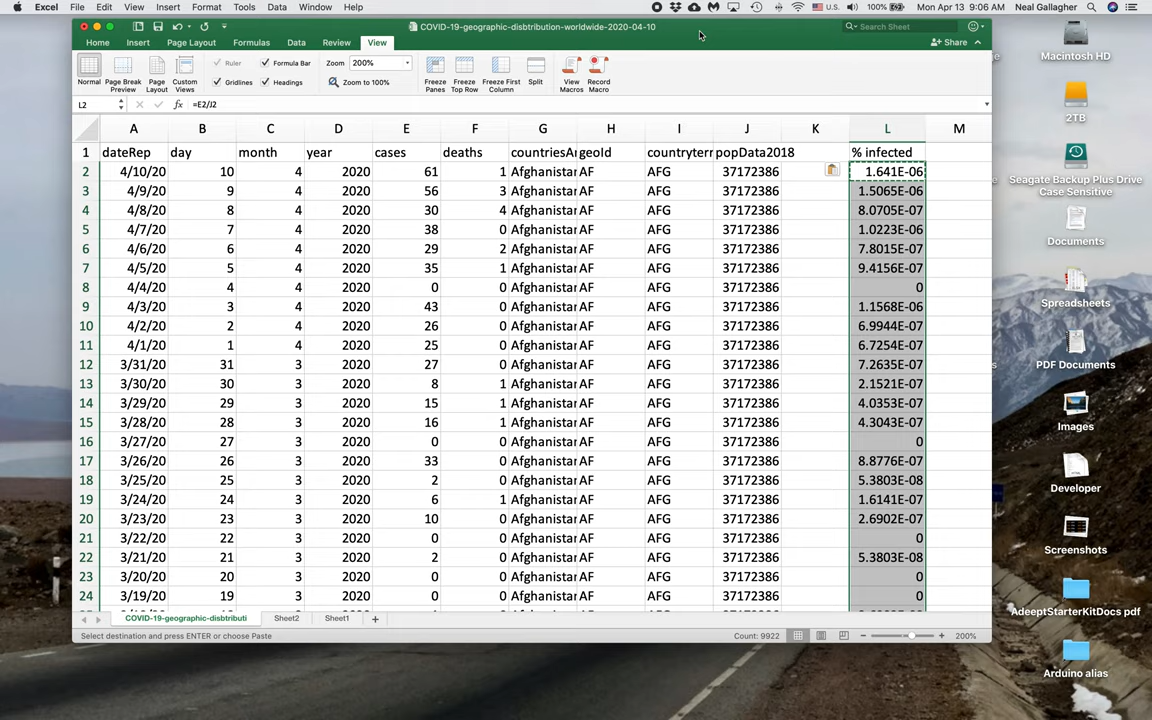 Excel File Edit View Insert Format Tools Data Window Help U.S. 100% Mon Apr 13 9:06 AM Neal Gallagher
COVID-19-geographic-disbtribution-worldwide-2020-04-10 Search Sheet
Home Insert Page Layout Formulas Data Review View Share
Ruler Formula Bar Zoom 200%
Gridlines Headings Zoom to 100%
Normal Page Break Preview Page Layout Custom Views Freeze Panes Freeze Top Row Freeze First Column Split View Macros Record Macro
L2 fx =E2/J2
A B C D E F G H I J K L M
1 dateRep day month year cases deaths countriesAn geoId countryterr popData2018 % infected
2 4/10/20 10 4 2020 61 1 Afghanistan AF AFG 37172386 1.641E-06
3 4/9/20 9 4 2020 56 3 Afghanistan AF AFG 37172386 1.5065E-06
4 4/8/20 8 4 2020 30 4 Afghanistan AF AFG 37172386 8.0705E-07
5 4/7/20 7 4 2020 38 0 Afghanistan AF AFG 37172386 1.0223E-06
6 4/6/20 6 4 2020 29 2 Afghanistan AF AFG 37172386 7.8015E-07
7 4/5/20 5 4 2020 35 1 Afghanistan AF AFG 37172386 9.4156E-07
8 4/4/20 4 4 2020 0 0 Afghanistan AF AFG 37172386 0
9 4/3/20 3 4 2020 43 0 Afghanistan AF AFG 37172386 1.1568E-06
10 4/2/20 2 4 2020 26 0 Afghanistan AF AFG 37172386 6.9944E-07
11 4/1/20 1 4 2020 25 0 Afghanistan AF AFG 37172386 6.7254E-07
12 3/31/20 31 3 2020 27 0 Afghanistan AF AFG 37172386 7.2635E-07
13 3/30/20 30 3 2020 8 1 Afghanistan AF AFG 37172386 2.1521E-07
14 3/29/20 29 3 2020 15 1 Afghanistan AF AFG 37172386 4.0353E-07
15 3/28/20 28 3 2020 16 1 Afghanistan AF AFG 37172386 4.3043E-07
16 3/27/20 27 3 2020 0 0 Afghanistan AF AFG 37172386 0
17 3/26/20 26 3 2020 33 0 Afghanistan AF AFG 37172386 8.8776E-07
18 3/25/20 25 3 2020 2 0 Afghanistan AF AFG 37172386 5.3803E-08
19 3/24/20 24 3 2020 6 1 Afghanistan AF AFG 37172386 1.6141E-07
20 3/23/20 23 3 2020 10 0 Afghanistan AF AFG 37172386 2.6902E-07
21 3/22/20 22 3 2020 0 0 Afghanistan AF AFG 37172386 0
22 3/21/20 21 3 2020 2 0 Afghanistan AF AFG 37172386 5.3803E-08
23 3/20/20 20 3 2020 0 0 Afghanistan AF AFG 37172386 0
24 3/19/20 19 3 2020 0 0 Afghanistan AF AFG 37172386 0
COVID-19-geographic-disbtributi Sheet2 Sheet1
Select destination and press ENTER or choose Paste Count: 9922 200%
Macintosh HD
2TB
Seagate Backup Plus Drive
Case Sensitive
Documents
Spreadsheets
PDF Documents
Images
Developer
Screenshots
AdeeptStarterKitDocs pdf
Arduino alias